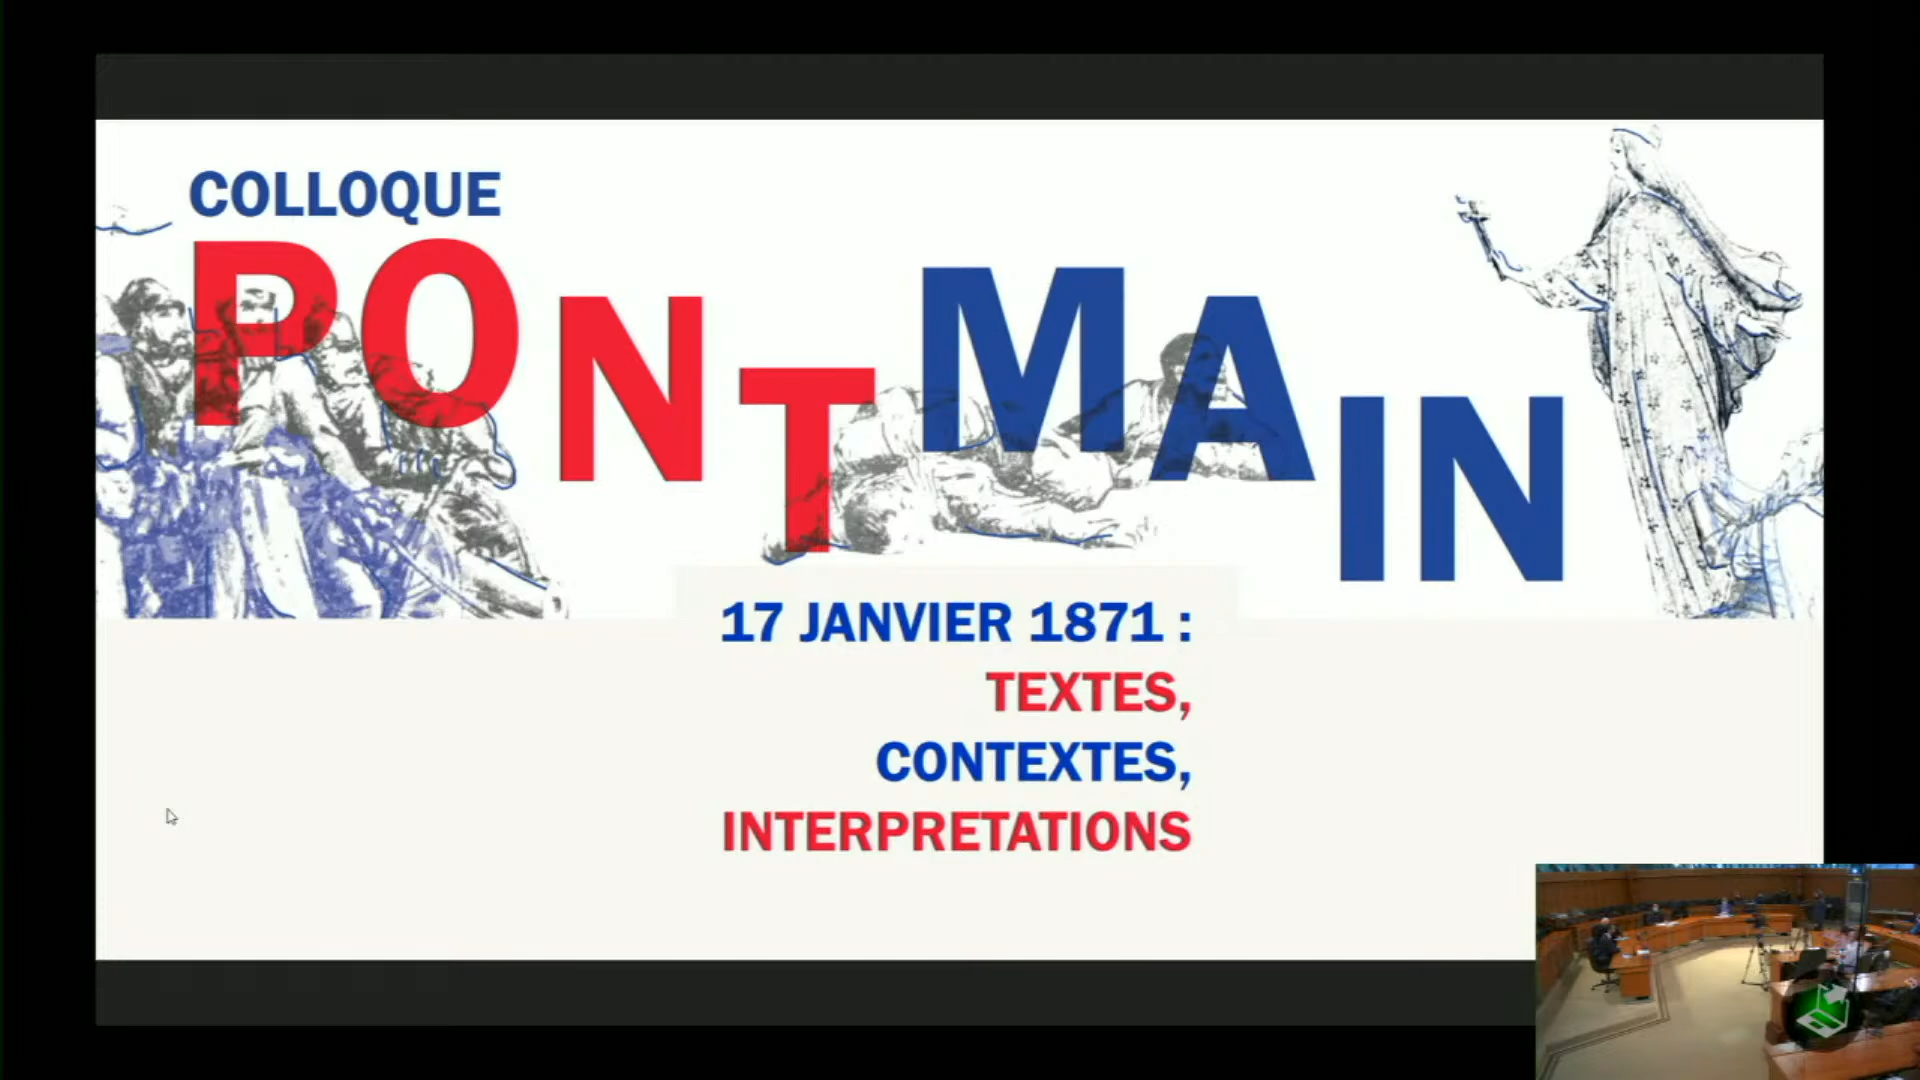 COLLOQUE
PONTMAIN
17 JANVIER 1871 :
TEXTES,
CONTEXTES,
INTERPRETATIONS